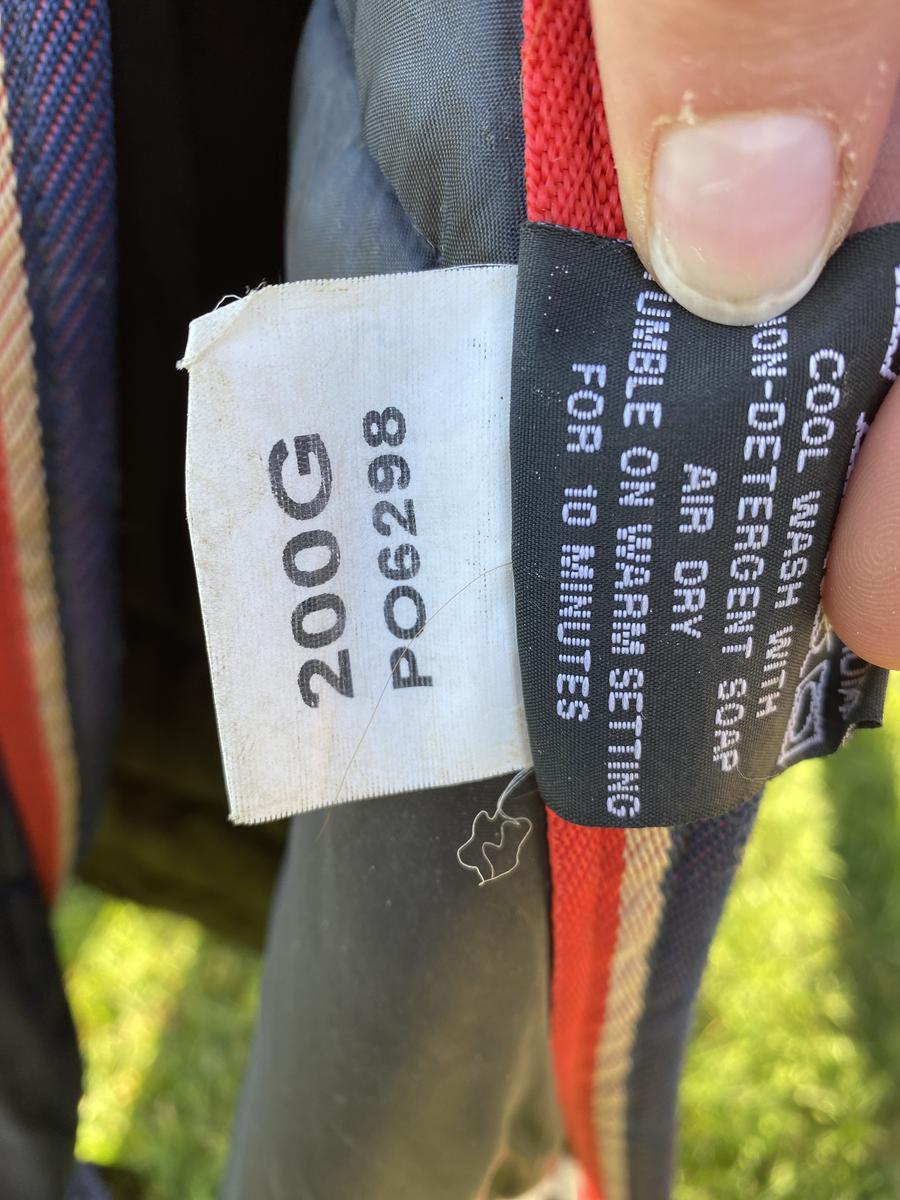 200G
PO6298
COOL WASH WITH
NON-DETERGENT SOAP
AIR DRY
TUMBLE ON WARM SETTING
FOR 10 MINUTES